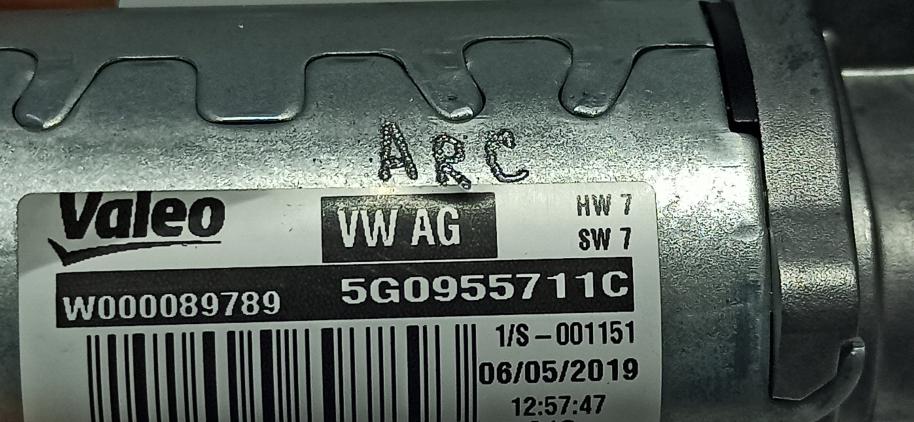 ARC
Valeo
VW AG
HW 7
SW 7
W000089789
5G0955711C
1/S-001151
06/05/2019
12:57:47